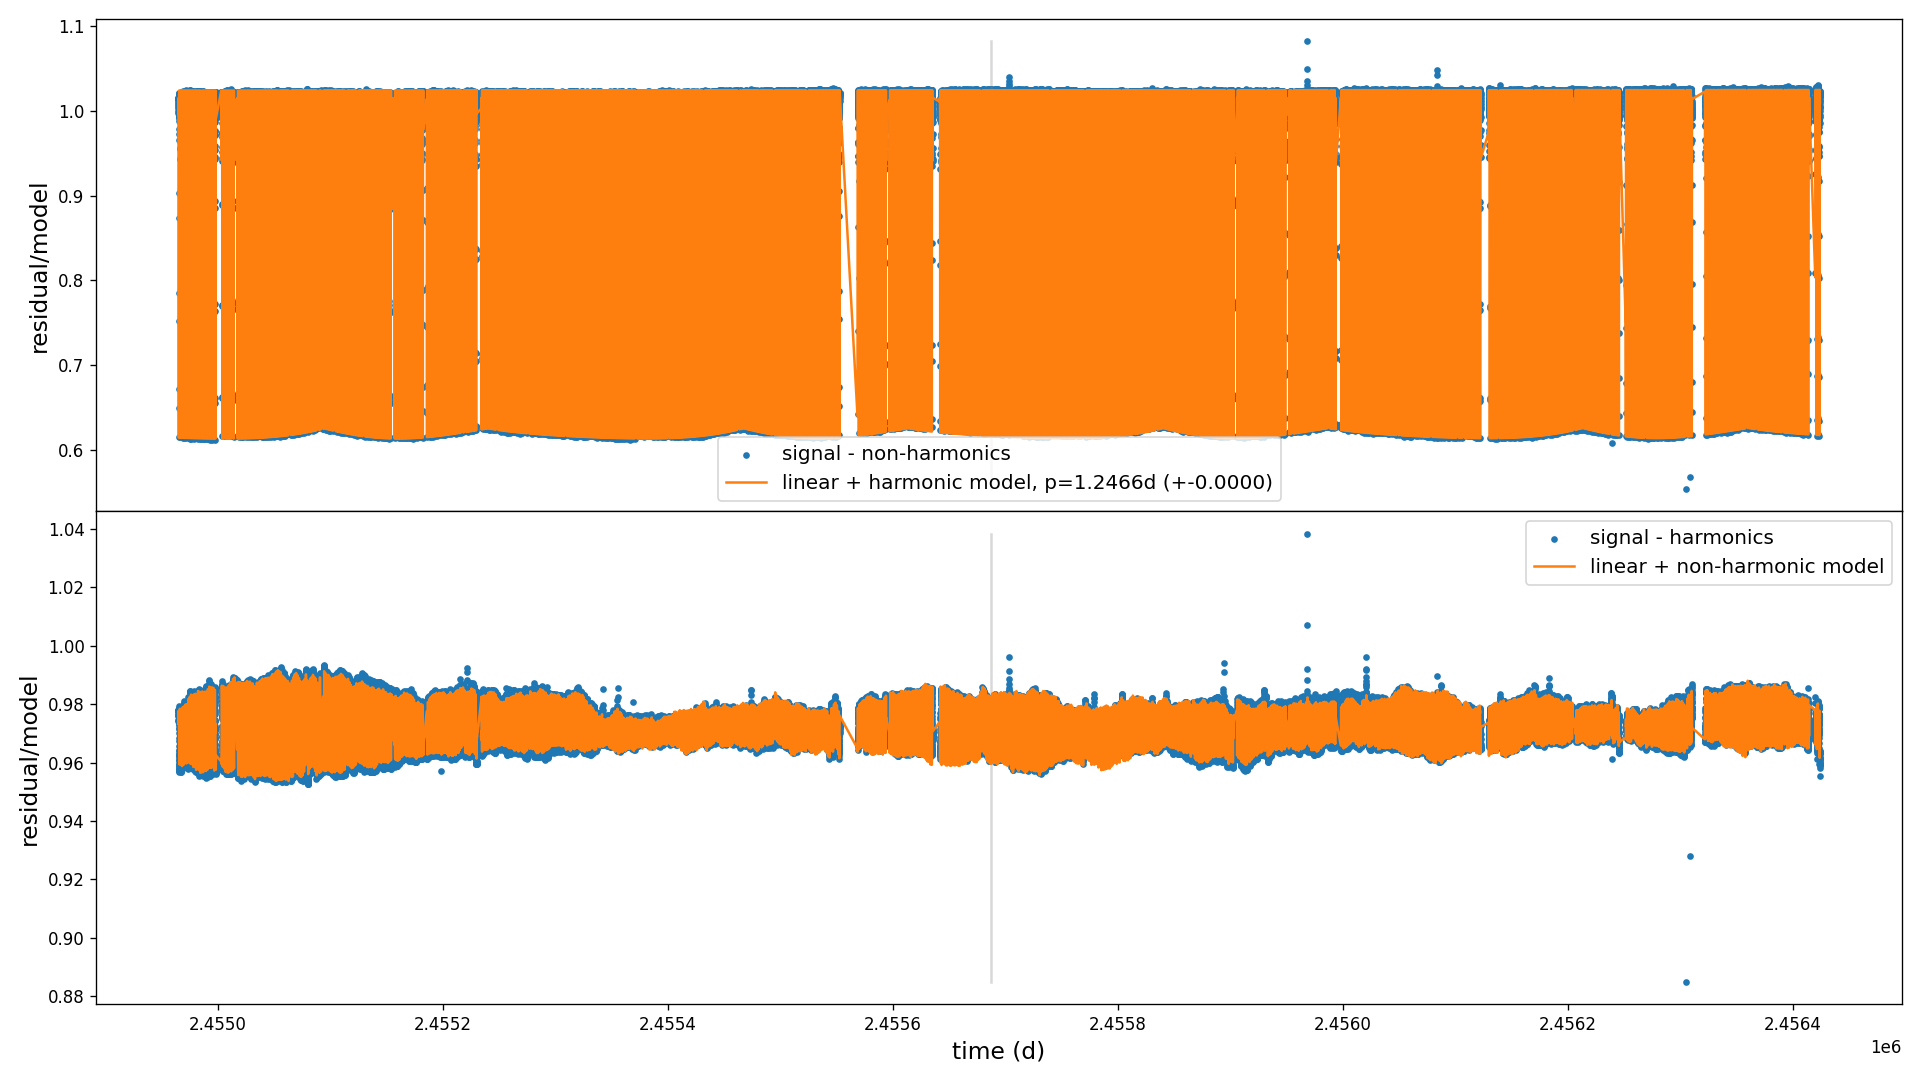 1.1
1.0
0.9
0.8
0.7
0.6
residual/model
signal - non-harmonics
linear + harmonic model, p=1.2466d (+-0.0000)
1.04
1.02
1.00
0.98
0.96
0.94
0.92
0.90
0.88
residual/model
signal - harmonics
linear + non-harmonic model
2.4550
2.4552
2.4554
2.4556
2.4558
2.4560
2.4562
2.4564
1e6
time (d)